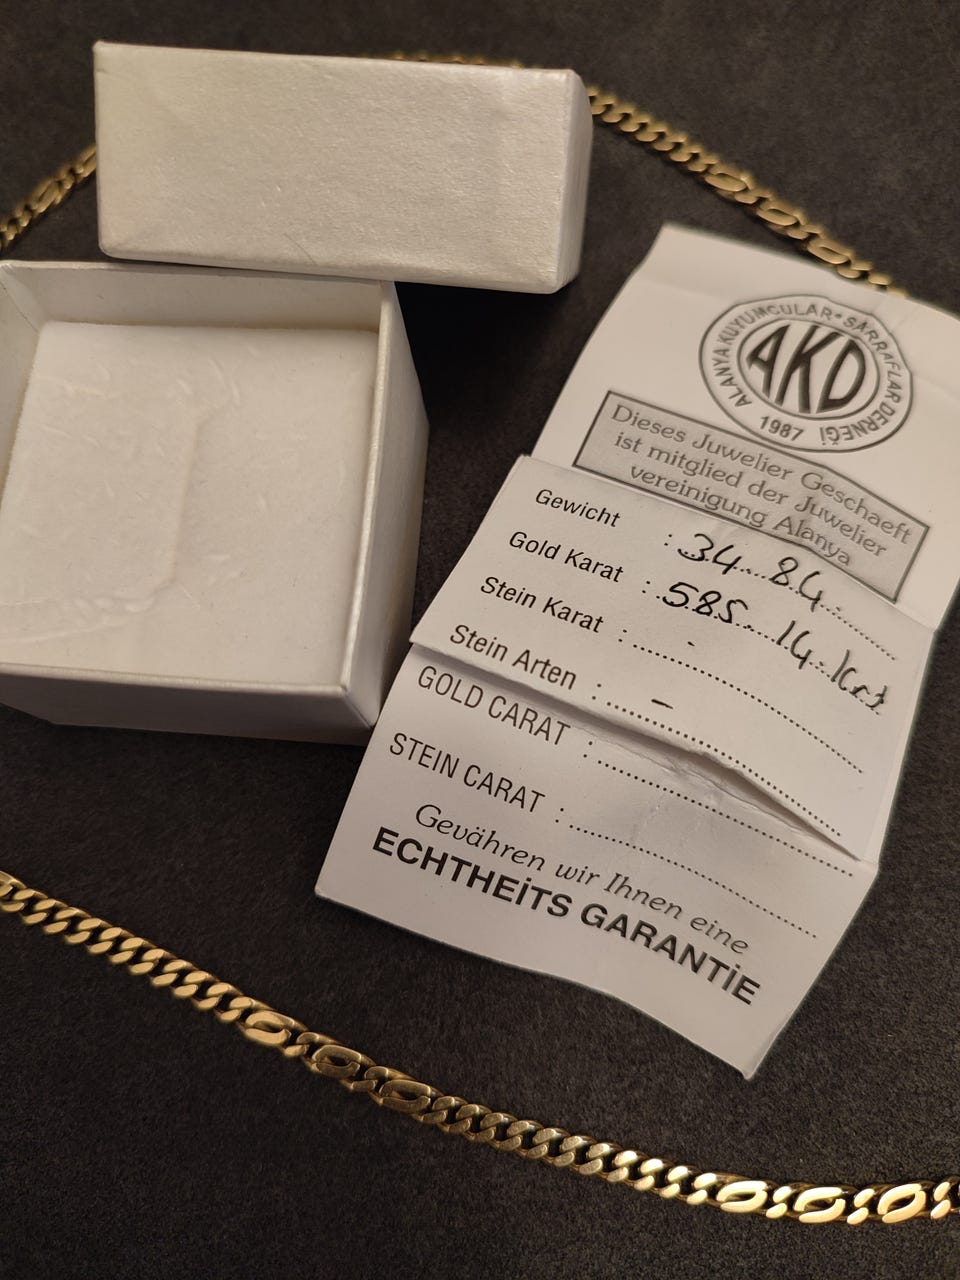 ALANYA KUYUMCULAR * SARRAFLAR DERNEĞİ
AKD
1987
Dieses Juwelier Geschaeft
ist mitglied der Juwelier
vereinigung Alanya
Gewicht : 34.84
Gold Karat : 585 14 Krt
Stein Karat : -
Stein Arten : -
GOLD CARAT :
STEIN CARAT :
Gevähren wir Ihnen eine
ECHTHEİTS GARANTİE